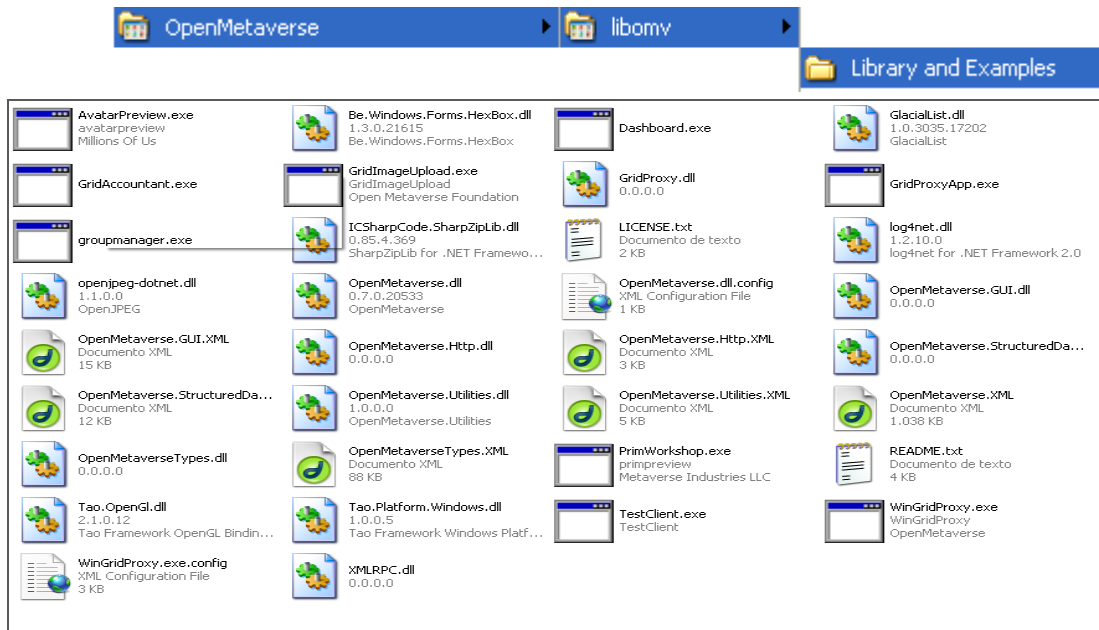 OpenMetaverse
libomv
Library and Examples
AvatarPreview.exe
avatarpreview
Millions Of Us
Be.Windows.Forms.HexBox.dll
1.3.0.21615
Be.Windows.Forms.HexBox
Dashboard.exe
GlacialList.dll
1.0.3035.17202
GlacialList
GridAccountant.exe
GridImageUpload.exe
GridImageUpload
Open Metaverse Foundation
GridProxy.dll
0.0.0.0
GridProxyApp.exe
groupmanager.exe
ICSharpCode.SharpZipLib.dll
0.85.4.369
SharpZipLib for .NET Framewo...
LICENSE.txt
Documento de texto
2 KB
log4net.dll
1.2.10.0
log4net for .NET Framework 2.0
openjpeg-dotnet.dll
1.1.0.0
OpenJPEG
OpenMetaverse.dll
0.7.0.20533
OpenMetaverse
OpenMetaverse.dll.config
XML Configuration File
1 KB
OpenMetaverse.GUI.dll
0.0.0.0
OpenMetaverse.GUI.XML
Documento XML
15 KB
OpenMetaverse.Http.dll
0.0.0.0
OpenMetaverse.Http.XML
Documento XML
3 KB
OpenMetaverse.StructuredDa...
0.0.0.0
OpenMetaverse.StructuredDa...
Documento XML
12 KB
OpenMetaverse.Utilities.dll
1.0.0.0
OpenMetaverse.Utilities
OpenMetaverse.Utilities.XML
Documento XML
5 KB
OpenMetaverse.XML
Documento XML
1.038 KB
OpenMetaverseTypes.dll
0.0.0.0
OpenMetaverseTypes.XML
Documento XML
88 KB
PrimWorkshop.exe
primpreview
Metaverse Industries LLC
README.txt
Documento de texto
4 KB
Tao.OpenGl.dll
2.1.0.12
Tao Framework OpenGL Bindin...
Tao.Platform.Windows.dll
1.0.0.5
Tao Framework Windows Platf...
TestClient.exe
TestClient
WinGridProxy.exe
WinGridProxy
OpenMetaverse
WinGridProxy.exe.config
XML Configuration File
3 KB
XMLRPC.dll
0.0.0.0